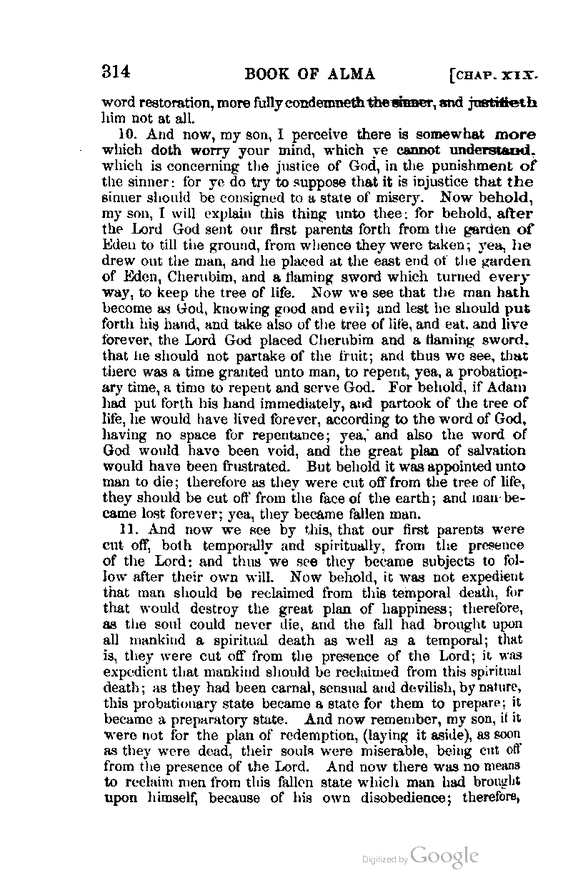 314 BOOK OF ALMA [CHAP. XIX.
word restoration, more fully condemneth the sinner, and justifieth
him not at all.
10. And now, my son, I perceive there is somewhat more
which doth worry your mind, which ye cannot understand,
which is concerning the justice of God, in the punishment of
the sinner: for ye do try to suppose that it is injustice that the
sinner should be consigned to a state of misery. Now behold,
my son, I will explain this thing unto thee: for behold, after
the Lord God sent our first parents forth from the garden of
Eden to till the ground, from whence they were taken; yea, he
drew out the man, and he placed at the east end of the garden
of Eden, Cherubim, and a flaming sword which turned every
way, to keep the tree of life. Now we see that the man hath
become as God, knowing good and evil; and lest he should put
forth his hand, and take also of the tree of life, and eat, and live
forever, the Lord God placed Cherubim and a flaming sword,
that he should not partake of the fruit; and thus we see, that
there was a time granted unto man, to repent, yea, a probation-
ary time, a time to repent and serve God. For behold, if Adam
had put forth his hand immediately, and partook of the tree of
life, he would have lived forever, according to the word of God,
having no space for repentance; yea, and also the word of
God would have been void, and the great plan of salvation
would have been frustrated. But behold it was appointed unto
man to die; therefore as they were cut off from the tree of life,
they should be cut off from the face of the earth; and man be-
came lost forever; yea, they became fallen man.
11. And now we see by this, that our first parents were
cut off, both temporally and spiritually, from the presence
of the Lord: and thus we see they became subjects to fol-
low after their own will. Now behold, it was not expedient
that man should be reclaimed from this temporal death, for
that would destroy the great plan of happiness; therefore,
as the soul could never die, and the fall had brought upon
all mankind a spiritual death as well as a temporal; that
is, they were cut off from the presence of the Lord; it was
expedient that mankind should be reclaimed from this spiritual
death; as they had been carnal, sensual and devilish, by nature,
this probationary state became a state for them to prepare; it
became a preparatory state. And now remember, my son, if it
were not for the plan of redemption, (laying it aside), as soon
as they were dead, their souls were miserable, being cut off
from the presence of the Lord. And now there was no means
to reclaim men from this fallen state which man had brought
upon himself, because of his own disobedience; therefore,
Digitized by Google